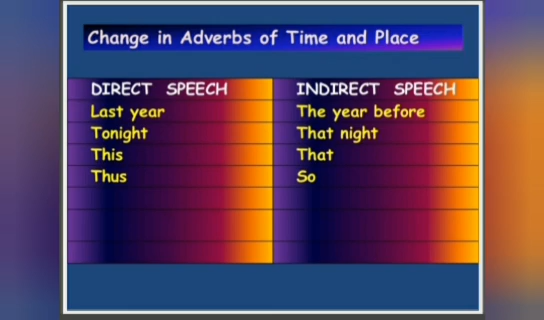 Change in Adverbs of Time and Place
DIRECT SPEECH INDIRECT SPEECH
Last year The year before
Tonight That night
This That
Thus So